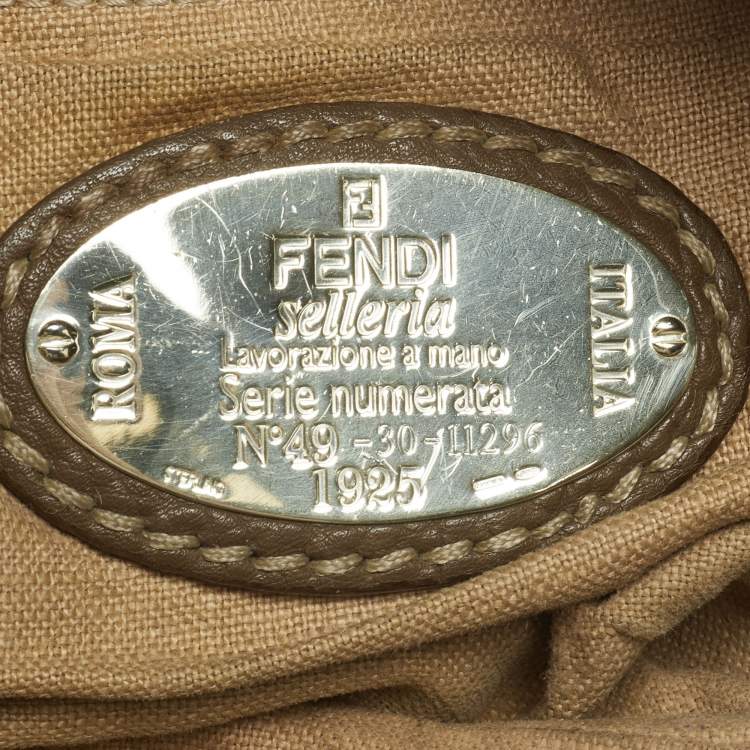 FENDI
selleria
ROMA
ITALIA
Lavorazione a mano
Serie numerata
N°49 -30-11296
1925